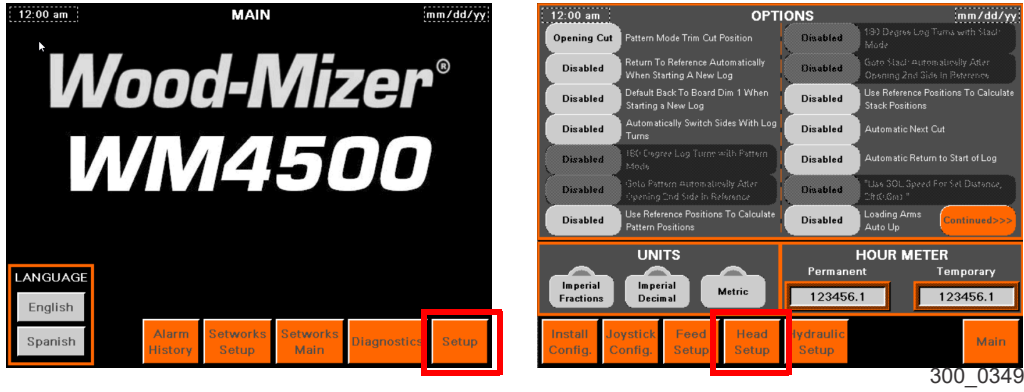 12:00 am MAIN mm/dd/yy
Wood-Mizer®
WM4500
LANGUAGE
English
Spanish
Alarm History
Setworks Setup
Setworks Main
Diagnostics
Setup
12:00 am OPTIONS mm/dd/yy
Opening Cut Pattern Mode Trim Cut Position
Disabled Return To Reference Automatically
When Starting A New Log
Disabled Default Back To Board Dim 1 When
Starting a New Log
Disabled Automatically Switch Sides With Log
Turns
Disabled 180 Degree Log Turns with Pattern
Mode
Disabled Goto Pattern Automatically After
Opening 2nd Side In Reference
Disabled Use Reference Positions To Calculate
Pattern Positions
Disabled 180 Degree Log Turns with Stack
Mode
Disabled Goto Stack Automatically After
Opening 2nd Side In Reference
Disabled Use Reference Positions To Calculate
Stack Positions
Disabled Automatic Next Cut
Disabled Automatic Return to Start of Log
Disabled "Use SOL Speed For Set Distance,
Disabled Loading Arms
Auto Up
Continued>>>
UNITS
Imperial Fractions
Imperial Decimal
Metric
HOUR METER
Permanent Temporary
123456.1 123456.1
Install Config.
Joystick Config.
Feed Setup
Head Setup
Hydraulic Setup
Main
300_0349